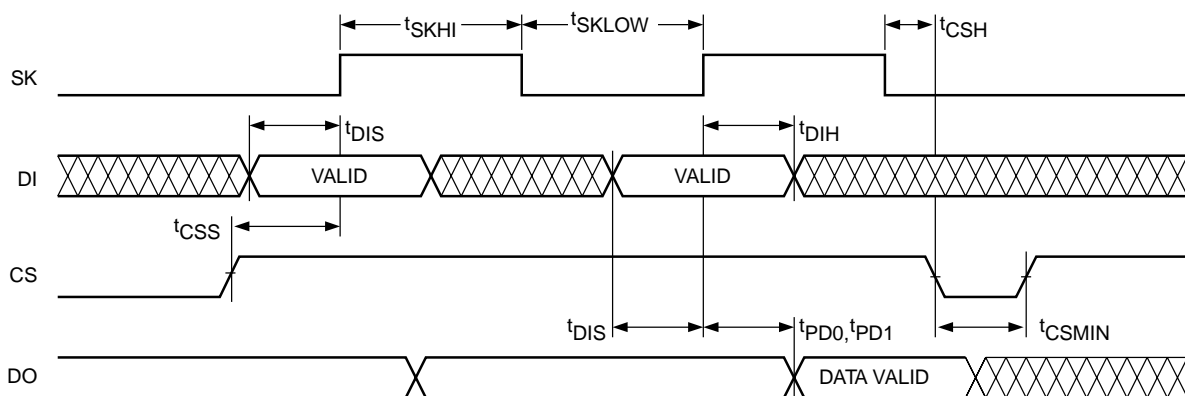 tSKHI
tSKLOW
tCSH
SK
tDIS
tDIH
DI
VALID
VALID
tCSS
CS
tDIS
tPD0,tPD1
tCSMIN
DO
DATA VALID